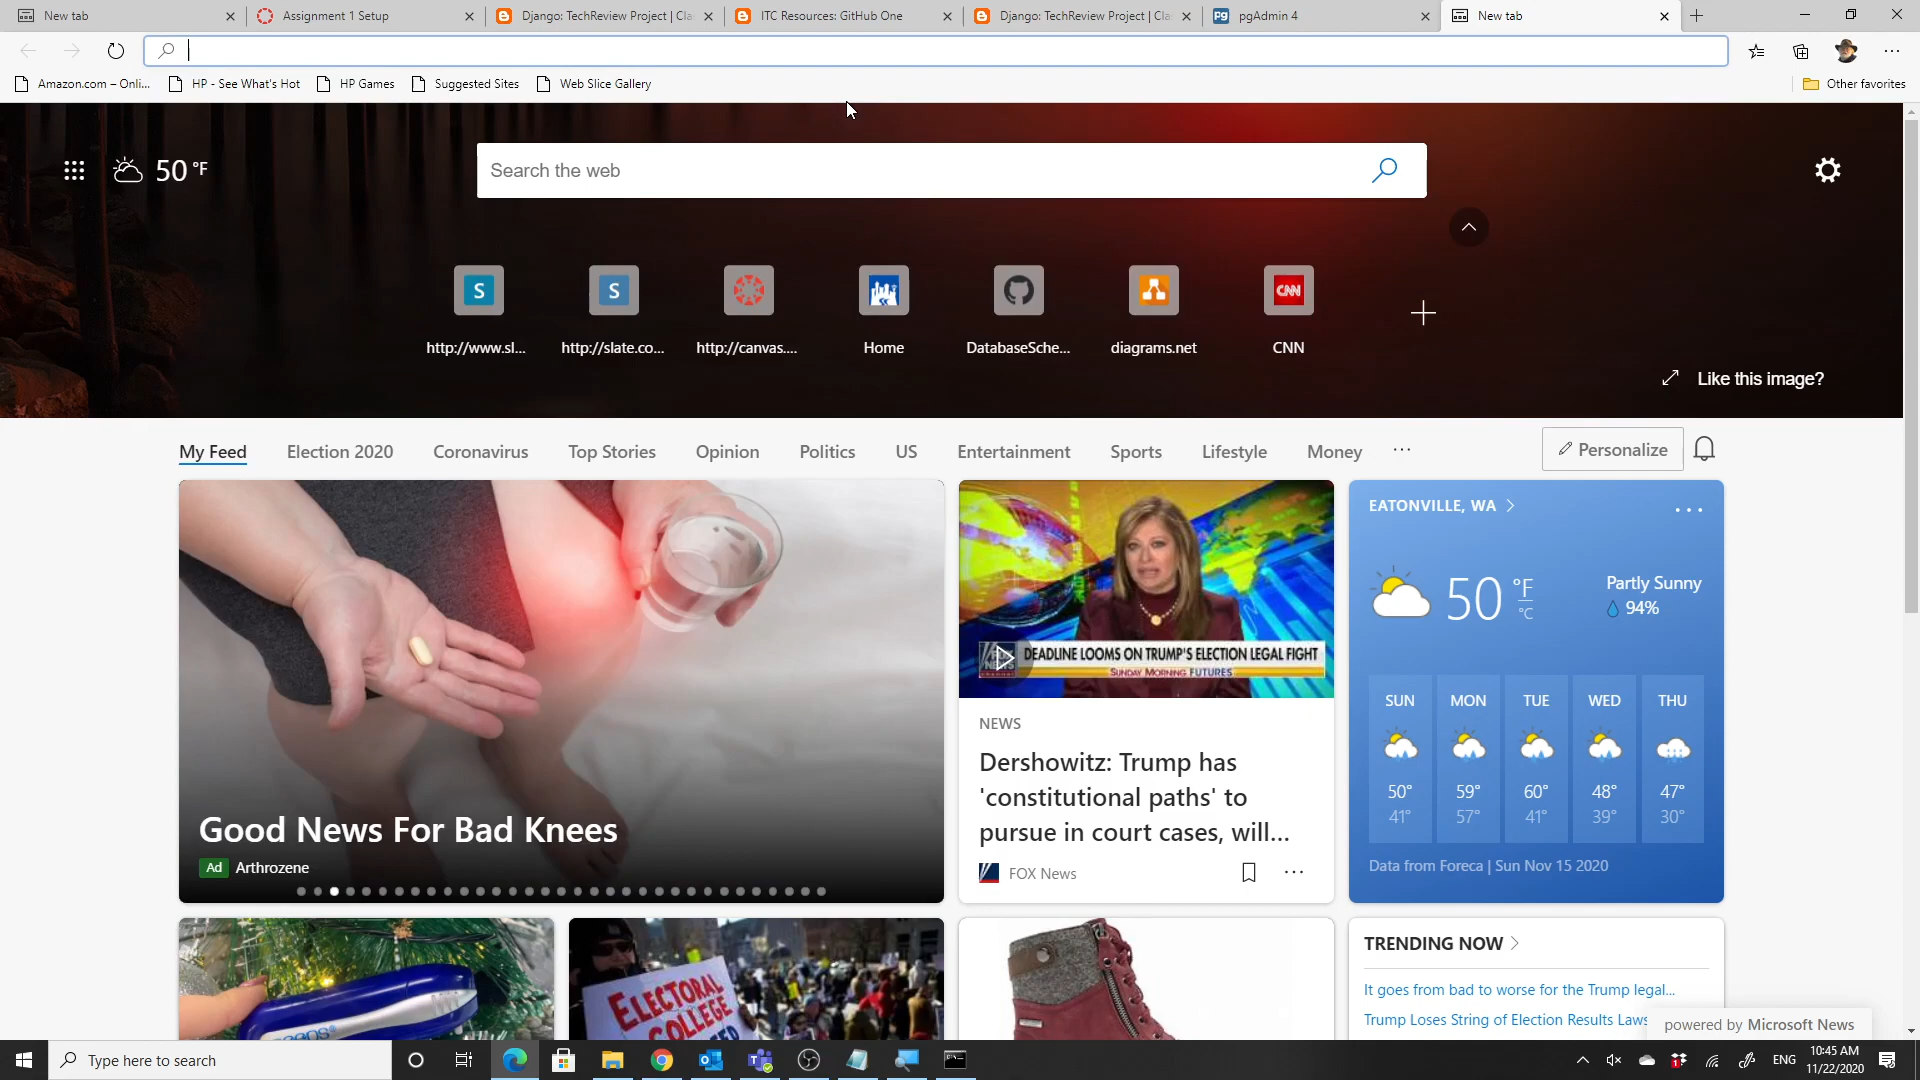 New tab
Assignment 1 Setup
Django: TechReview Project | Cla
ITC Resources: GitHub One
Django: TechReview Project | Cla
pgAdmin 4
New tab
Amazon.com – Onli...
HP - See What's Hot
HP Games
Suggested Sites
Web Slice Gallery
Other favorites
50 °F
Search the web
http://www.sl...
http://slate.co...
http://canvas....
Home
DatabaseSche...
diagrams.net
CNN
Like this image?
My Feed
Election 2020
Coronavirus
Top Stories
Opinion
Politics
US
Entertainment
Sports
Lifestyle
Money
Personalize
Good News For Bad Knees
Ad Arthrozene
DEADLINE LOOMS ON TRUMP'S ELECTION LEGAL FIGHT
SUNDAY MORNING FUTURES
NEWS
Dershowitz: Trump has
'constitutional paths' to
pursue in court cases, will...
FOX News
EATONVILLE, WA
50 °F
°C
Partly Sunny
94%
SUN MON TUE WED THU
50° 59° 60° 48° 47°
41° 57° 41° 39° 30°
Data from Foreca | Sun Nov 15 2020
ELECTORAL
COLLEGE
TRENDING NOW
It goes from bad to worse for the Trump legal...
Trump Loses String of Election Results Laws
powered by Microsoft News
Type here to search
ENG
10:45 AM
11/22/2020